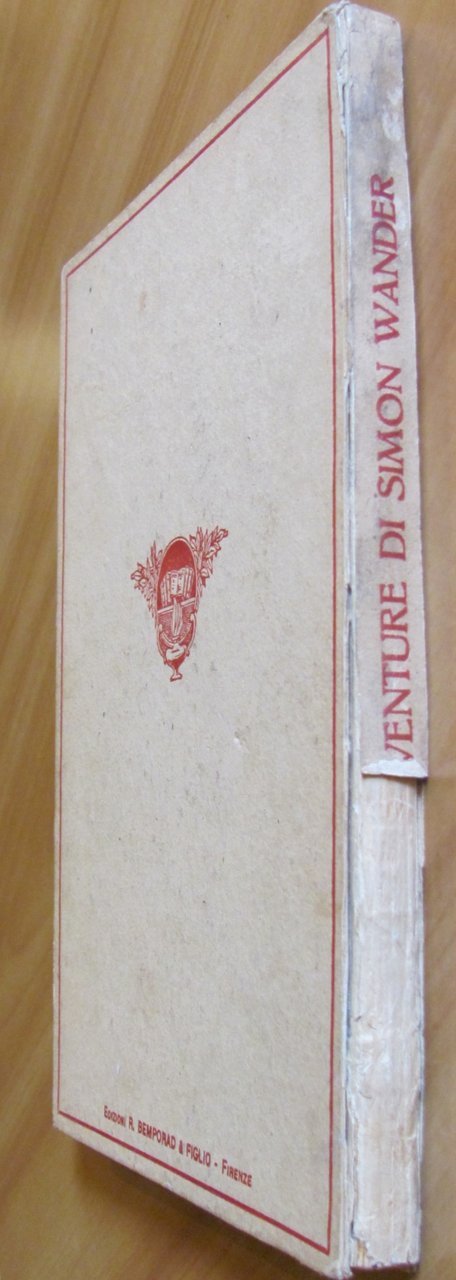 VENTURE DI SIMON WANDER
EDIZIONI R. BEMPORAD & FIGLIO - FIRENZE